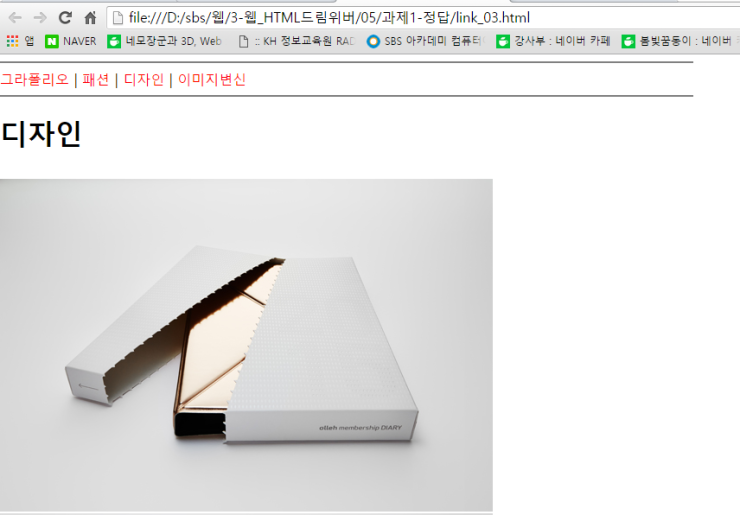 file:///D:/sbs/웹/3-웹_HTML드림위버/05/과제1-정답/link_03.html
앱 NAVER 네모장군과 3D, Web :: KH 정보교육원 RAD SBS 아카데미 컴퓨터 강사부 : 네이버 카페 봄빛꿈동이 : 네이버
그라폴리오 | 패션 | 디자인 | 이미지변신
디자인
membership DIARY